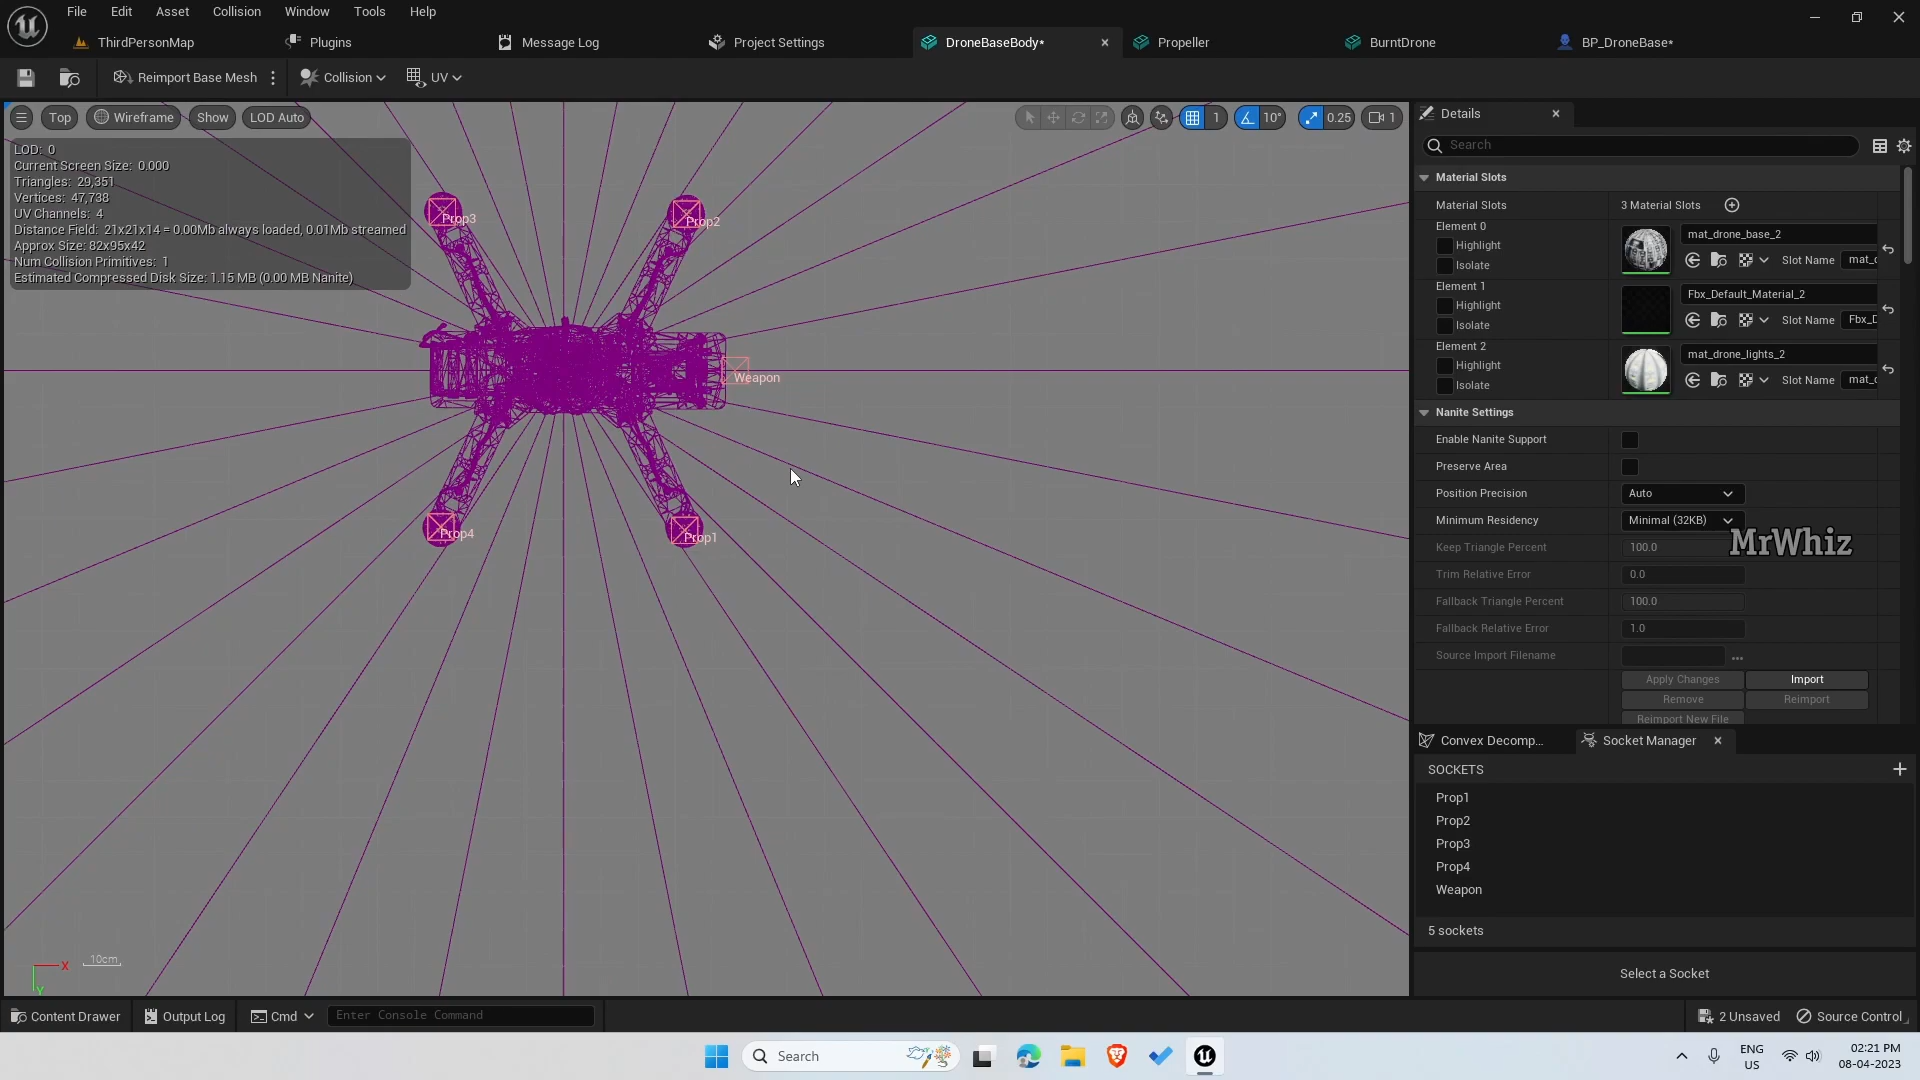 File Edit Asset Collision Window Tools Help
ThirdPersonMap Plugins Message Log Project Settings DroneBaseBody* Propeller BurntDrone BP_DroneBase*
Reimport Base Mesh Collision UV
Top Wireframe Show LOD Auto 1 10° 0.25 1
LOD: 0
Current Screen Size: 0.000
Triangles: 29,351
Vertices: 47,738
UV Channels: 4
Distance Field: 21x21x14 = 0.00Mb always loaded, 0.01Mb streamed
Approx Size: 82x95x42
Num Collision Primitives: 1
Estimated Compressed Disk Size: 1.15 MB (0.00 MB Nanite)
Prop3
Prop2
Weapon
Prop4
Prop1
X
Y
10cm
Details
Search
Material Slots
Material Slots 3 Material Slots
Element 0
Highlight
Isolate
mat_drone_base_2
Slot Name mat_
Element 1
Highlight
Isolate
Fbx_Default_Material_2
Slot Name Fbx_
Element 2
Highlight
Isolate
mat_drone_lights_2
Slot Name mat_
Nanite Settings
Enable Nanite Support
Preserve Area
Position Precision Auto
Minimum Residency Minimal (32KB)
MrWhiz
Keep Triangle Percent 100.0
Trim Relative Error 0.0
Fallback Triangle Percent 100.0
Fallback Relative Error 1.0
Source Import Filename ...
Apply Changes Import
Remove Reimport
Reimport New File
Convex Decomp... Socket Manager
SOCKETS
Prop1
Prop2
Prop3
Prop4
Weapon
5 sockets
Select a Socket
Content Drawer Output Log Cmd Enter Console Command 2 Unsaved Source Control
Search
ENG
US
02:21 PM
08-04-2023